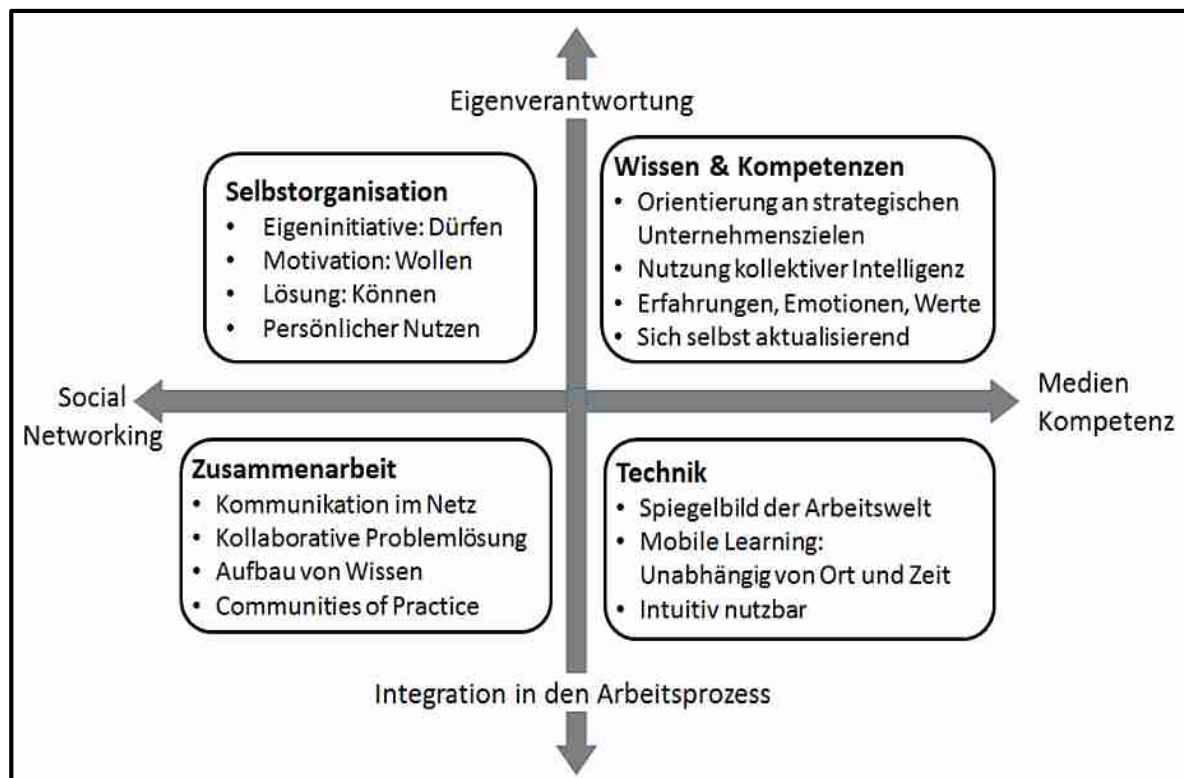 Eigenverantwortung
Selbstorganisation
• Eigeninitiative: Dürfen
• Motivation: Wollen
• Lösung: Können
• Persönlicher Nutzen
Wissen & Kompetenzen
• Orientierung an strategischen
Unternehmenszielen
• Nutzung kollektiver Intelligenz
• Erfahrungen, Emotionen, Werte
• Sich selbst aktualisierend
Social
Networking
Medien
Kompetenz
Zusammenarbeit
• Kommunikation im Netz
• Kollaborative Problemlösung
• Aufbau von Wissen
• Communities of Practice
Technik
• Spiegelbild der Arbeitswelt
• Mobile Learning:
Unabhängig von Ort und Zeit
• Intuitiv nutzbar
Integration in den Arbeitsprozess